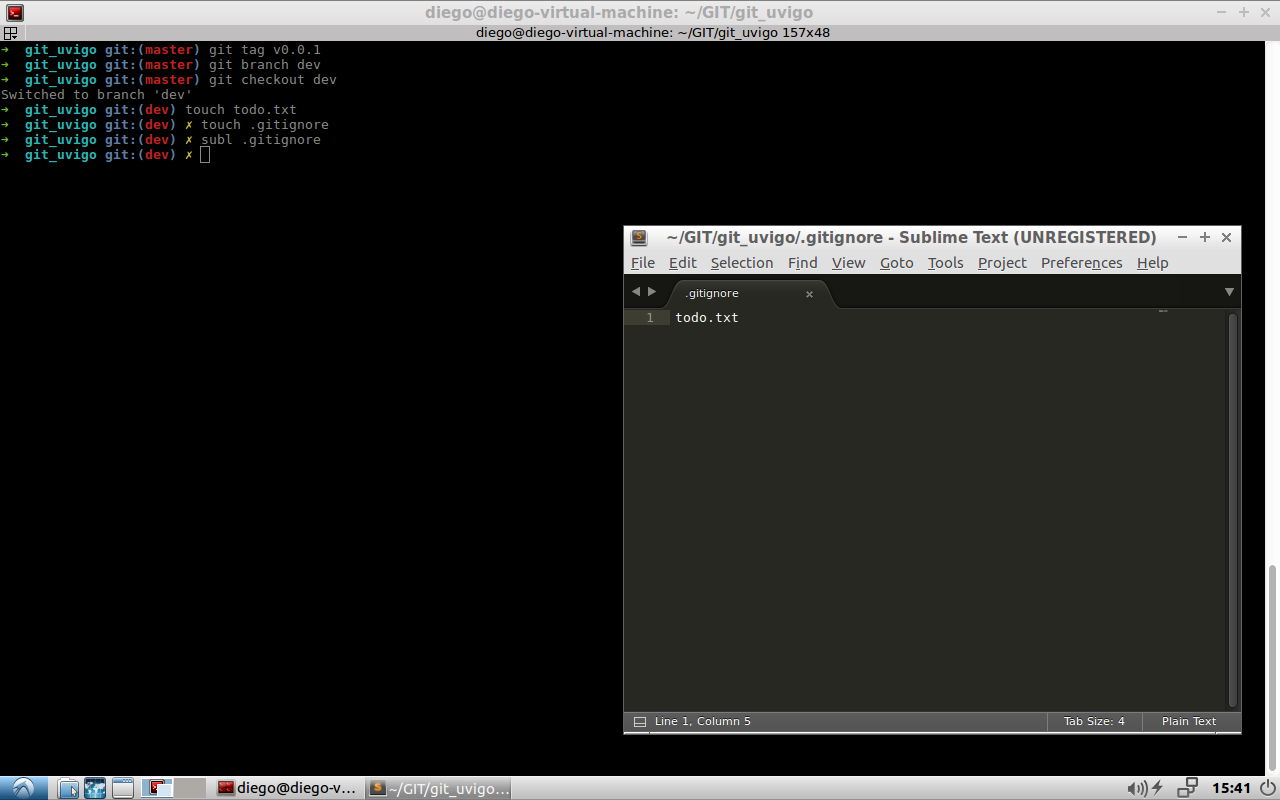 diego@diego-virtual-machine: ~/GIT/git_uvigo
diego@diego-virtual-machine: ~/GIT/git_uvigo 157x48
➜  git_uvigo git:(master) git tag v0.0.1
➜  git_uvigo git:(master) git branch dev
➜  git_uvigo git:(master) git checkout dev
Switched to branch 'dev'
➜  git_uvigo git:(dev) touch todo.txt
➜  git_uvigo git:(dev) ✗ touch .gitignore
➜  git_uvigo git:(dev) ✗ subl .gitignore
➜  git_uvigo git:(dev) ✗
~/GIT/git_uvigo/.gitignore - Sublime Text (UNREGISTERED)
File Edit Selection Find View Goto Tools Project Preferences Help
.gitignore
1 todo.txt
Line 1, Column 5 Tab Size: 4 Plain Text
diego@diego-v... ~/GIT/git_uvigo... 15:41